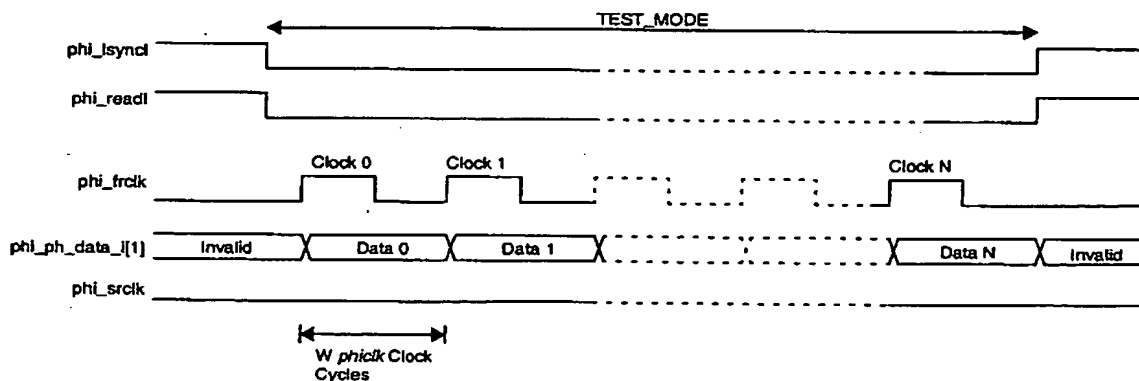 TEST_MODE
phi_lsyncl
phi_readl
Clock 0 Clock 1 Clock N
phi_frclk
phi_ph_data_i[1] Invalid Data 0 Data 1 Data N Invalid
phi_srclk
W phiclk Clock
Cycles